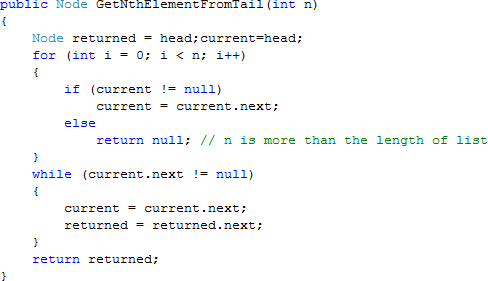 public Node GetNthElementFromTail(int n)
{
    Node returned = head;current=head;
    for (int i = 0; i < n; i++)
    {
        if (current != null)
            current = current.next;
        else
            return null; // n is more than the length of list
    }
    while (current.next != null)
    {
        current = current.next;
        returned = returned.next;
    }
    return returned;
}